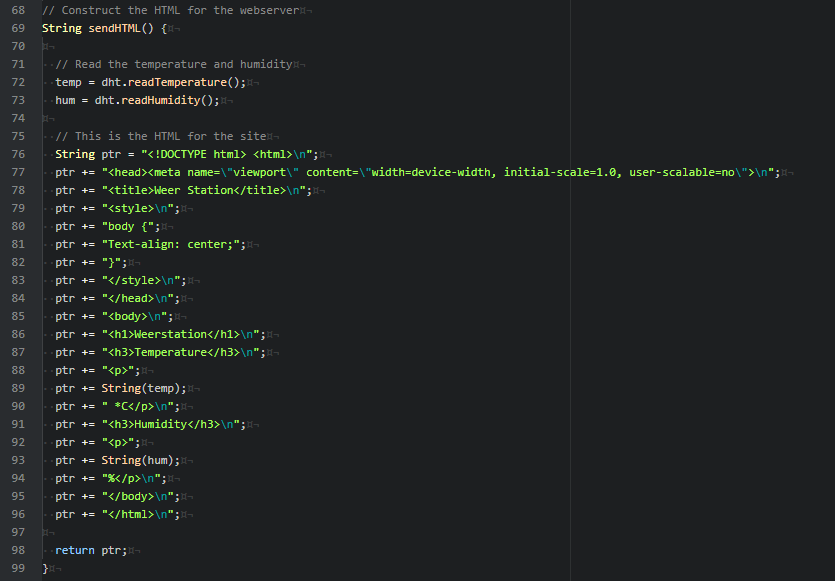 68 // Construct the HTML for the webserver¤¬
69 String sendHTML() {¤¬
70 ¤¬
71 ··// Read the temperature and humidity¤¬
72 ··temp = dht.readTemperature();¤¬
73 ··hum = dht.readHumidity();¤¬
74 ¤¬
75 ··// This is the HTML for the site¤¬
76 ··String ptr = "<!DOCTYPE html> <html>\n";¤¬
77 ··ptr += "<head><meta name=\"viewport\" content=\"width=device-width, initial-scale=1.0, user-scalable=no\">\n";¤¬
78 ··ptr += "<title>Weer Station</title>\n";¤¬
79 ··ptr += "<style>\n";¤¬
80 ··ptr += "body {";¤¬
81 ··ptr += "Text-align: center;";¤¬
82 ··ptr += "}";¤¬
83 ··ptr += "</style>\n";¤¬
84 ··ptr += "</head>\n";¤¬
85 ··ptr += "<body>\n";¤¬
86 ··ptr += "<h1>Weerstation</h1>\n";¤¬
87 ··ptr += "<h3>Temperature</h3>\n";¤¬
88 ··ptr += "<p>";¤¬
89 ··ptr += String(temp);¤¬
90 ··ptr += " *C</p>\n";¤¬
91 ··ptr += "<h3>Humidity</h3>\n";¤¬
92 ··ptr += "<p>";¤¬
93 ··ptr += String(hum);¤¬
94 ··ptr += "%</p>\n";¤¬
95 ··ptr += "</body>\n";¤¬
96 ··ptr += "</html>\n";¤¬
97 ¤¬
98 ··return ptr;¤¬
99 }¤¬